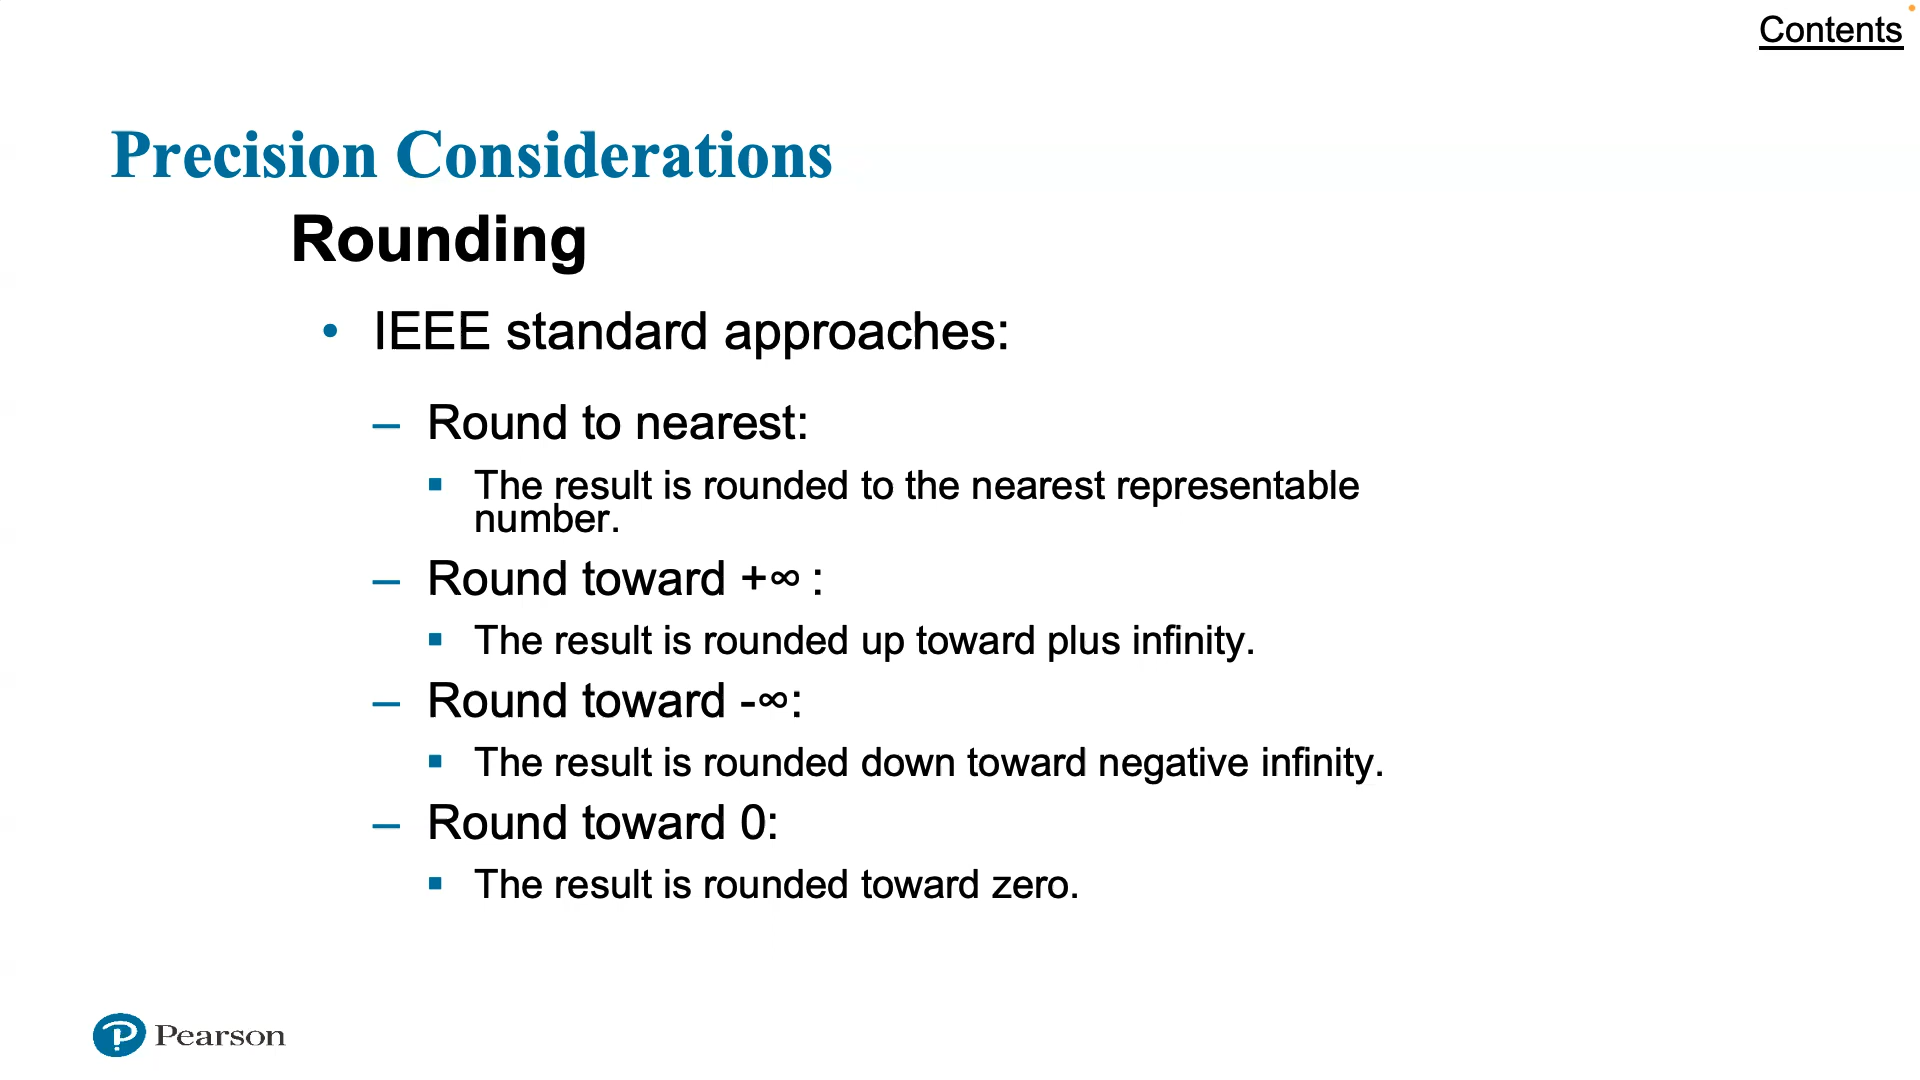 Contents
Precision Considerations
Rounding
• IEEE standard approaches:
– Round to nearest:
▪ The result is rounded to the nearest representable
number.
– Round toward +∞ :
▪ The result is rounded up toward plus infinity.
– Round toward -∞:
▪ The result is rounded down toward negative infinity.
– Round toward 0:
▪ The result is rounded toward zero.
Pearson